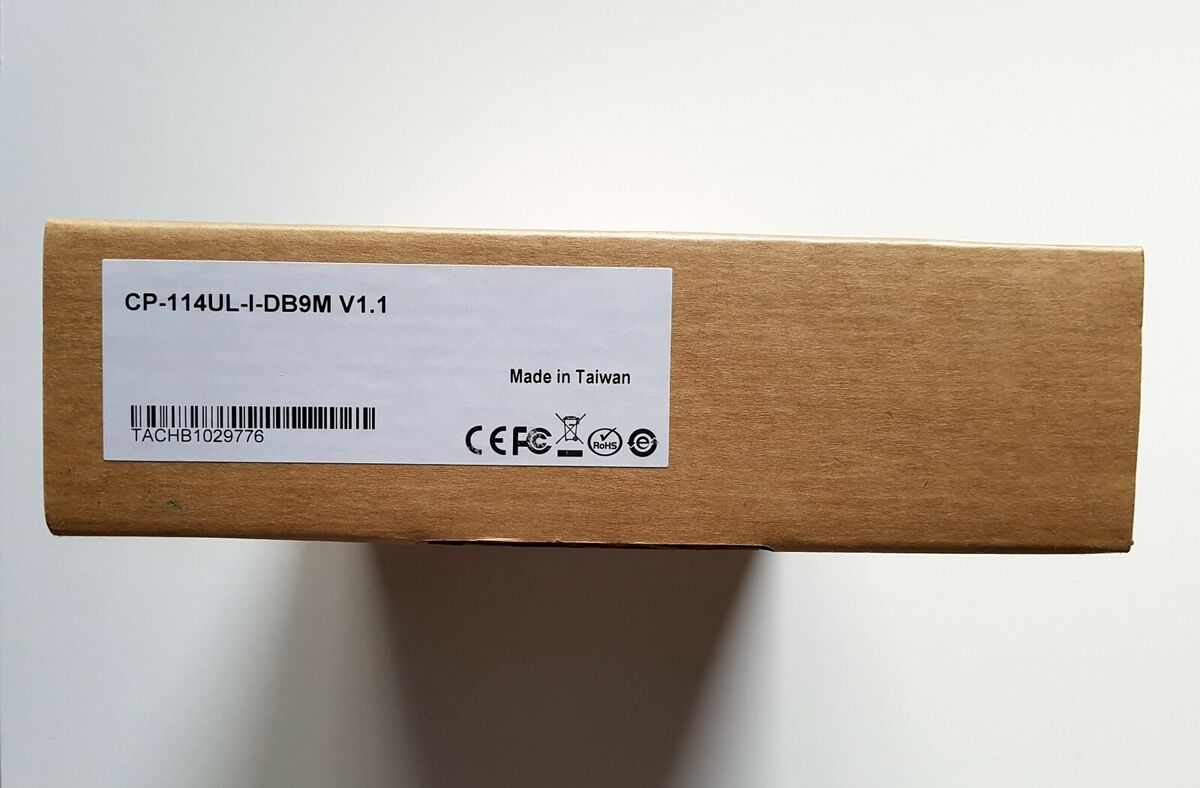 CP-114UL-I-DB9M V1.1
Made in Taiwan
TACHB1029776
CE FC RoHS e